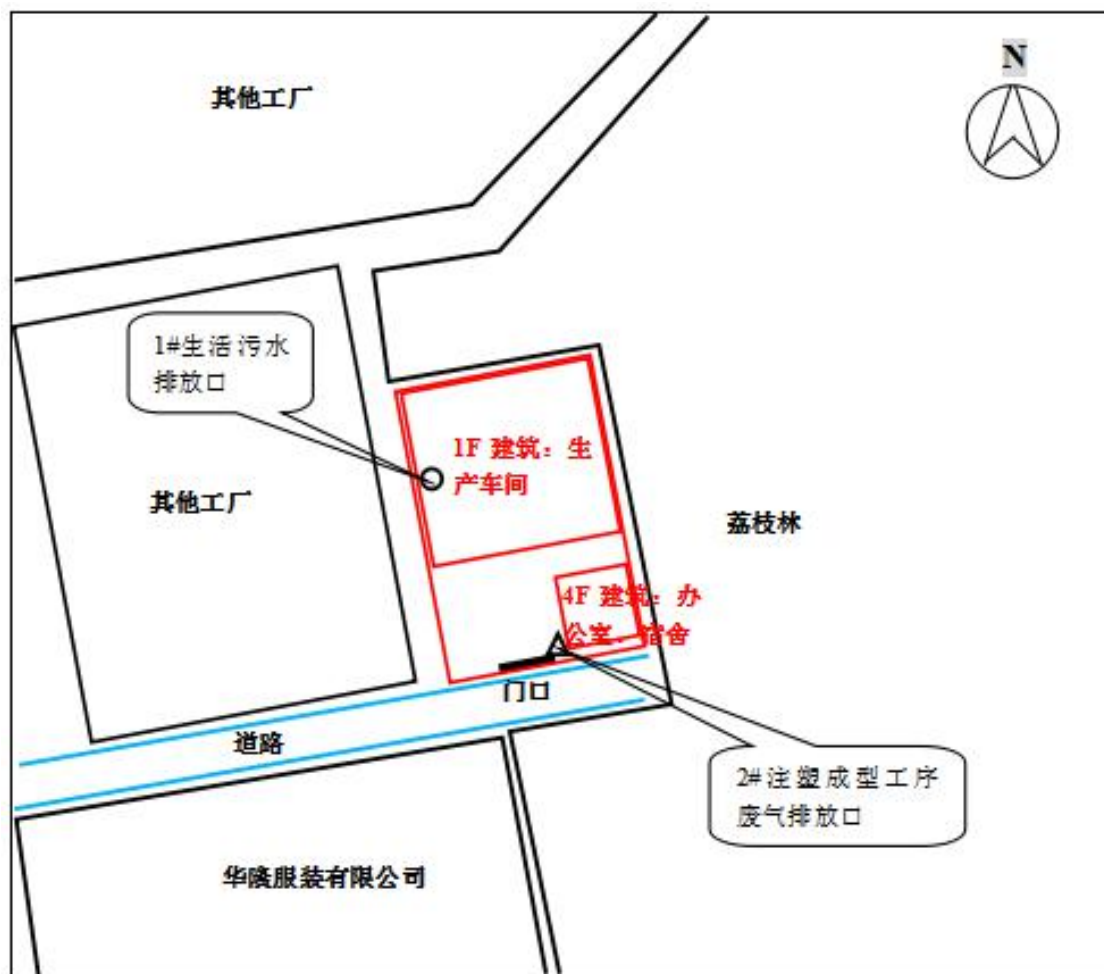 N
其他工厂
1#生活污水
排放口
1F 建筑：生
产车间
其他工厂
荔枝林
4F 建筑：办
公室、宿舍
门口
道路
2#注塑成型工序
废气排放口
华隆服装有限公司